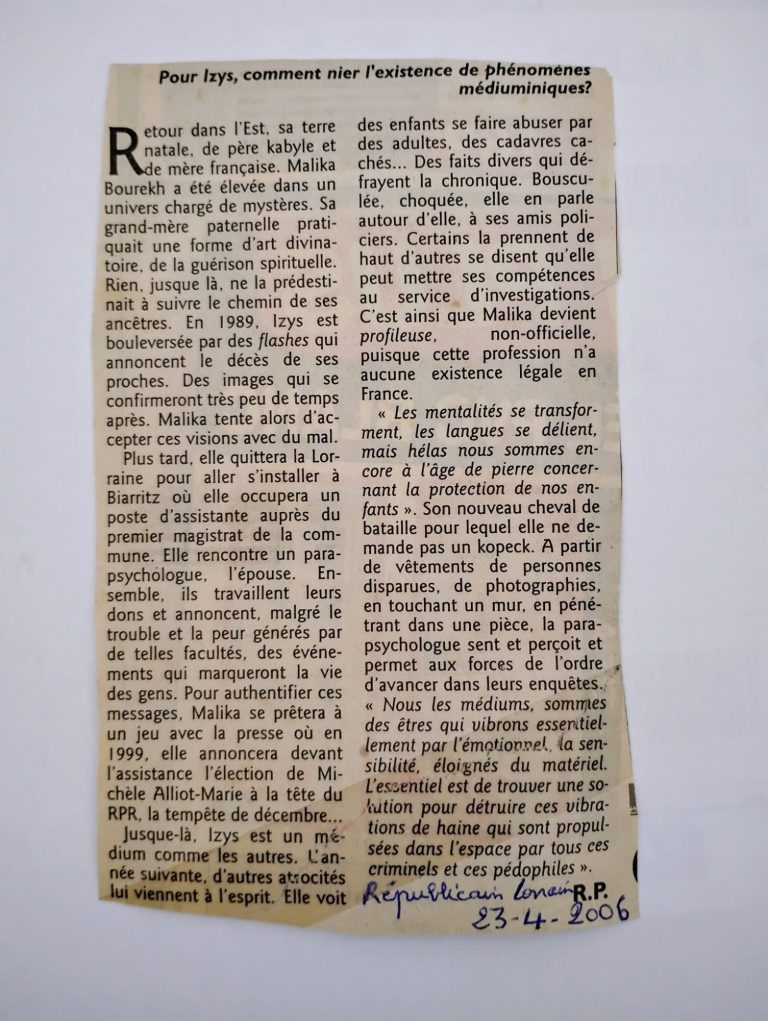 Pour Izys, comment nier l'existence de phénomènes
médiuminiques?
Retour dans l'Est, sa terre
natale, de père kabyle et
de mère française. Malika
Bourekh a été élevée dans un
univers chargé de mystères. Sa
grand-mère paternelle prati-
quait une forme d'art divina-
toire, de la guérison spirituelle.
Rien, jusque là, ne la prédesti-
nait à suivre le chemin de ses
ancêtres. En 1989, Izys est
bouleversée par des flashes qui
annoncent le décès de ses
proches. Des images qui se
confirmeront très peu de temps
après. Malika tente alors d'ac-
cepter ces visions avec du mal.
Plus tard, elle quittera la Lor-
raine pour aller s'installer à
Biarritz où elle occupera un
poste d'assistante auprès du
premier magistrat de la com-
mune. Elle rencontre un para-
psychologue, l'épouse. En-
semble, ils travaillent leurs
dons et annoncent, malgré le
trouble et la peur générés par
de telles facultés, des événe-
ments qui marqueront la vie
des gens. Pour authentifier ces
messages, Malika se prêtera à
un jeu avec la presse où en
1999, elle annoncera devant
l'assistance l'élection de Mi-
chèle Alliot-Marie à la tête du
RPR, la tempête de décembre...
Jusque-là, Izys est un mé-
dium comme les autres. L'an-
née suivante, d'autres atrocités
lui viennent à l'esprit. Elle voit
des enfants se faire abuser par
des adultes, des cadavres ca-
chés... Des faits divers qui dé-
frayent la chronique. Bouscu-
lée, choquée, elle en parle
autour d'elle, à ses amis poli-
ciers. Certains la prennent de
haut d'autres se disent qu'elle
peut mettre ses compétences
au service d'investigations.
C'est ainsi que Malika devient
profileuse, non-officielle,
puisque cette profession n'a
aucune existence légale en
France.
« Les mentalités se transfor-
ment, les langues se délient,
mais hélas nous sommes en-
core à l'âge de pierre concer-
nant la protection de nos en-
fants ». Son nouveau cheval de
bataille pour lequel elle ne de-
mande pas un kopeck. A partir
de vêtements de personnes
disparues, de photographies,
en touchant un mur, en péné-
trant dans une pièce, la para-
psychologue sent et perçoit et
permet aux forces de l'ordre
d'avancer dans leurs enquêtes.
« Nous les médiums, sommes
des êtres qui vibrons essentiel-
lement par l'émotionnel, la sen-
sibilité, éloignés du matériel.
L'essentiel est de trouver une so-
lution pour détruire ces vibra-
tions de haine qui sont propul-
sées dans l'espace par tous ces
criminels et ces pédophiles ».
Républicain lorrain R.P.
23-4-2006